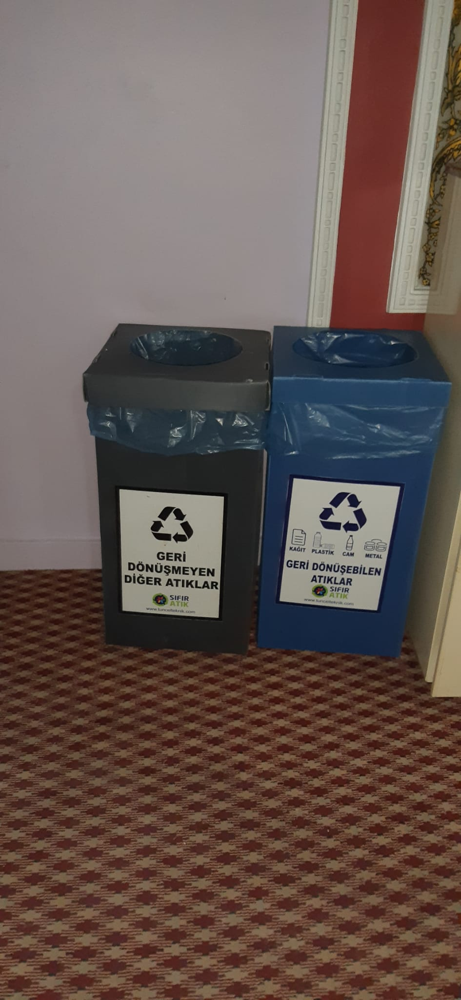 GERİ
DÖNÜŞMEYEN
DİĞER ATIKLAR
SIFIR
ATIK
www.tuncelteknik.com
KAĞIT
PLASTİK
CAM
METAL
GERİ DÖNÜŞEBİLEN
ATIKLAR
SIFIR
ATIK
www.tuncelteknik.com